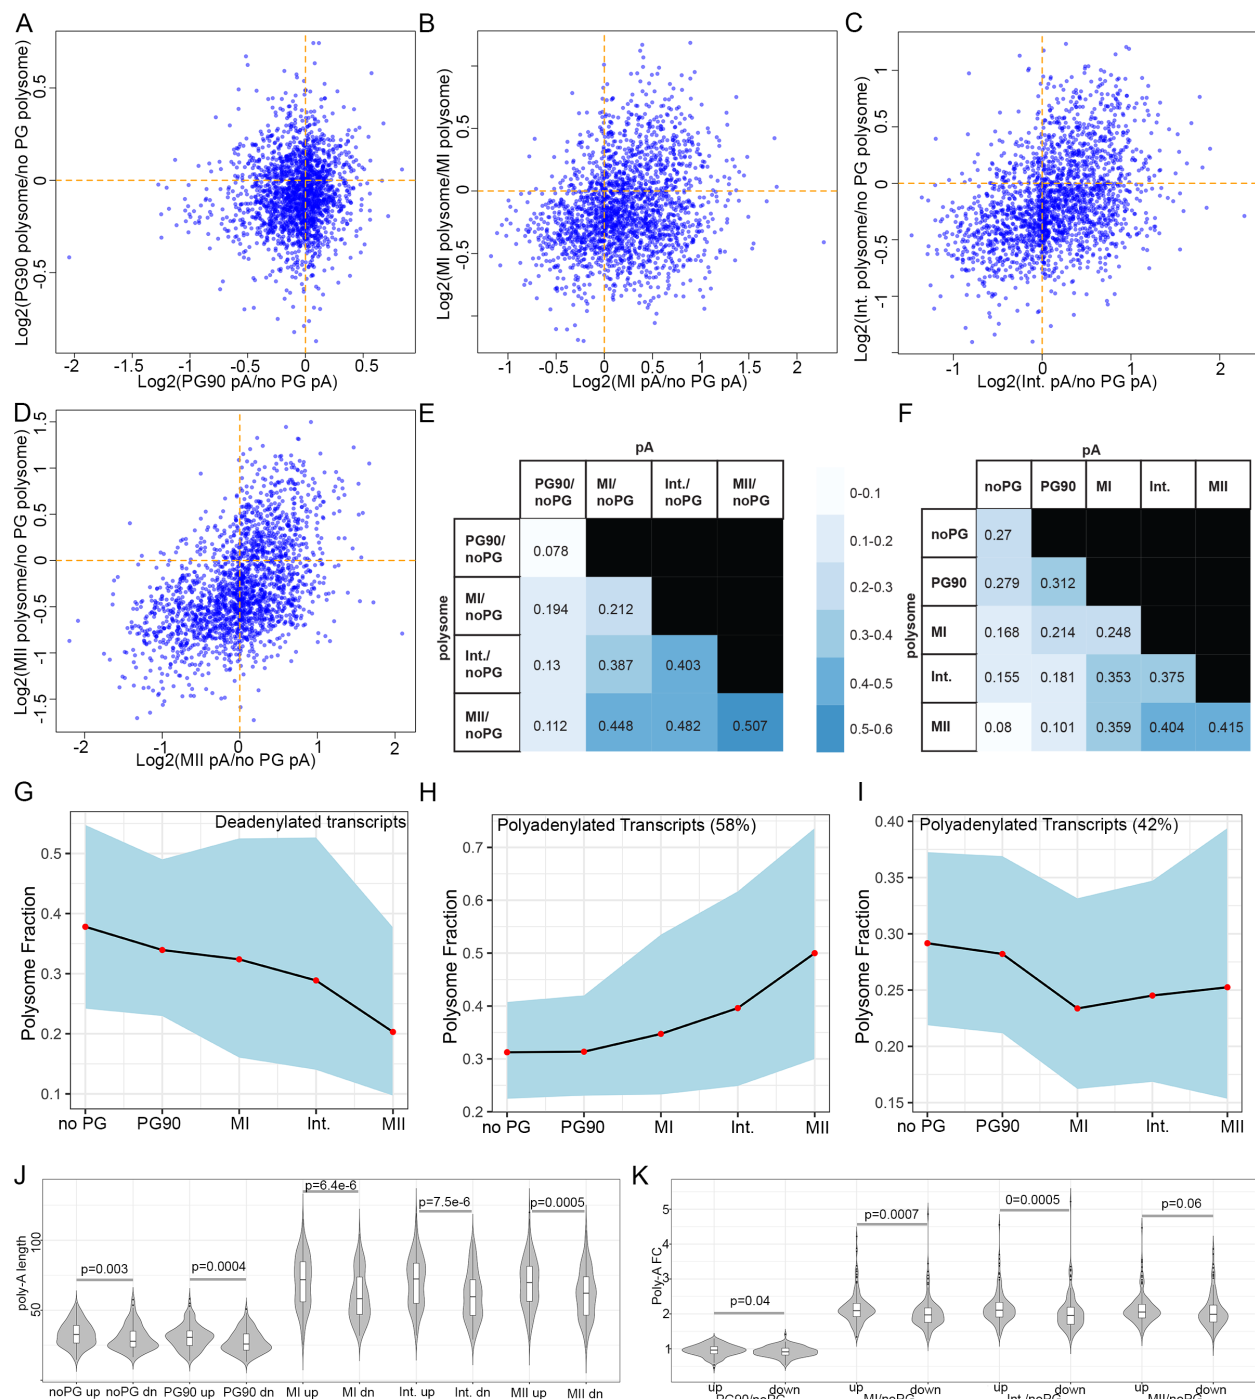 A
Log2(PG90 polysome/no PG polysome)
0.5
0
-0.5
-2
-1
-0.5
0
0.5
Log2(PG90 pA/no PG pA)
B
Log2(MI polysome/MI polysome)
0.5
0
-0.5
-1
0
1
2
Log2(MI pA/no PG pA)
C
Log2(Int. polysome/no PG polysome)
1
0.5
0
-0.5
-1
-1
0
1
2
Log2(Int. pA/no PG pA)
D
Log2(MII polysome/no PG polysome)
1.5
1
0.5
0
-0.5
-1
-1.5
-2
-1
0
1
2
Log2(MII pA/no PG pA)
E
pA
PG90/ noPG
MI/ noPG
Int./ noPG
MII/ noPG
polysome
PG90/ noPG
0.078
MI/ noPG
0.194 0.212
Int./ noPG
0.13 0.387 0.403
MII/ noPG
0.112 0.448 0.482 0.507
0-0.1
0.1-0.2
0.2-0.3
0.3-0.4
0.4-0.5
0.5-0.6
F
pA
noPG PG90 MI Int. MII
polysome
noPG 0.27
PG90 0.279 0.312
MI 0.168 0.214 0.248
Int. 0.155 0.181 0.353 0.375
MII 0.08 0.101 0.359 0.404 0.415
G
Deadenylated transcripts
Polysome Fraction
0.5
0.4
0.3
0.2
0.1
no PG PG90 MI Int. MII
H
Polyadenylated Transcripts (58%)
Polysome Fraction
0.7
0.6
0.5
0.4
0.3
0.2
no PG PG90 MI Int. MII
I
Polyadenylated Transcripts (42%)
Polysome Fraction
0.40
0.35
0.30
0.25
0.20
0.15
no PG PG90 MI Int. MII
J
poly-A length
100
50
p=0.003
p=0.0004
p=6.4e-6
p=7.5e-6
p=0.0005
noPG up noPG dn PG90 up PG90 dn MI up MI dn Int. up Int. dn MII up MII dn
K
Poly-A FC
5
4
3
2
1
p=0.04
p=0.0007
0=0.0005
p=0.06
up down up down up down up down
PG90/noPG MI/noPG Int./noPG MII/noPG